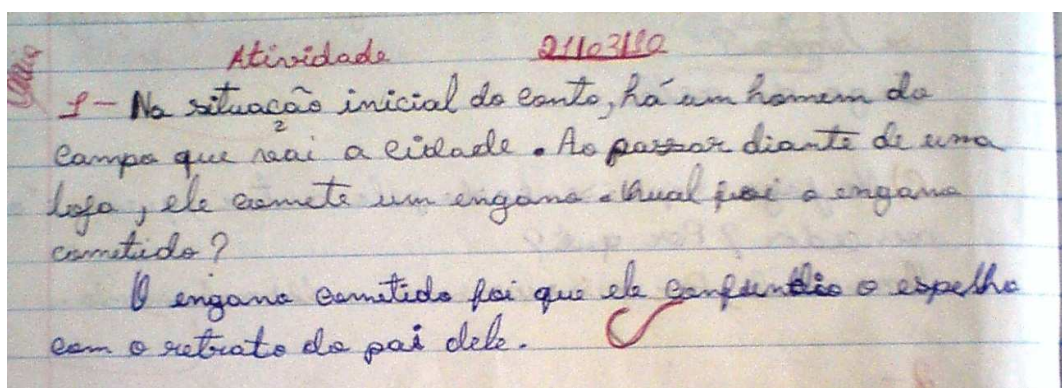 Atividade 21/03/10
1- Na situação inicial do conto, há um homem do
campo que vai a cidade. Ao passar diante de uma
loja, ele comete um engano. Qual foi o engano
cometido?
O engano cometido foi que ele confundio o espelho
com o retrato do pai dele.